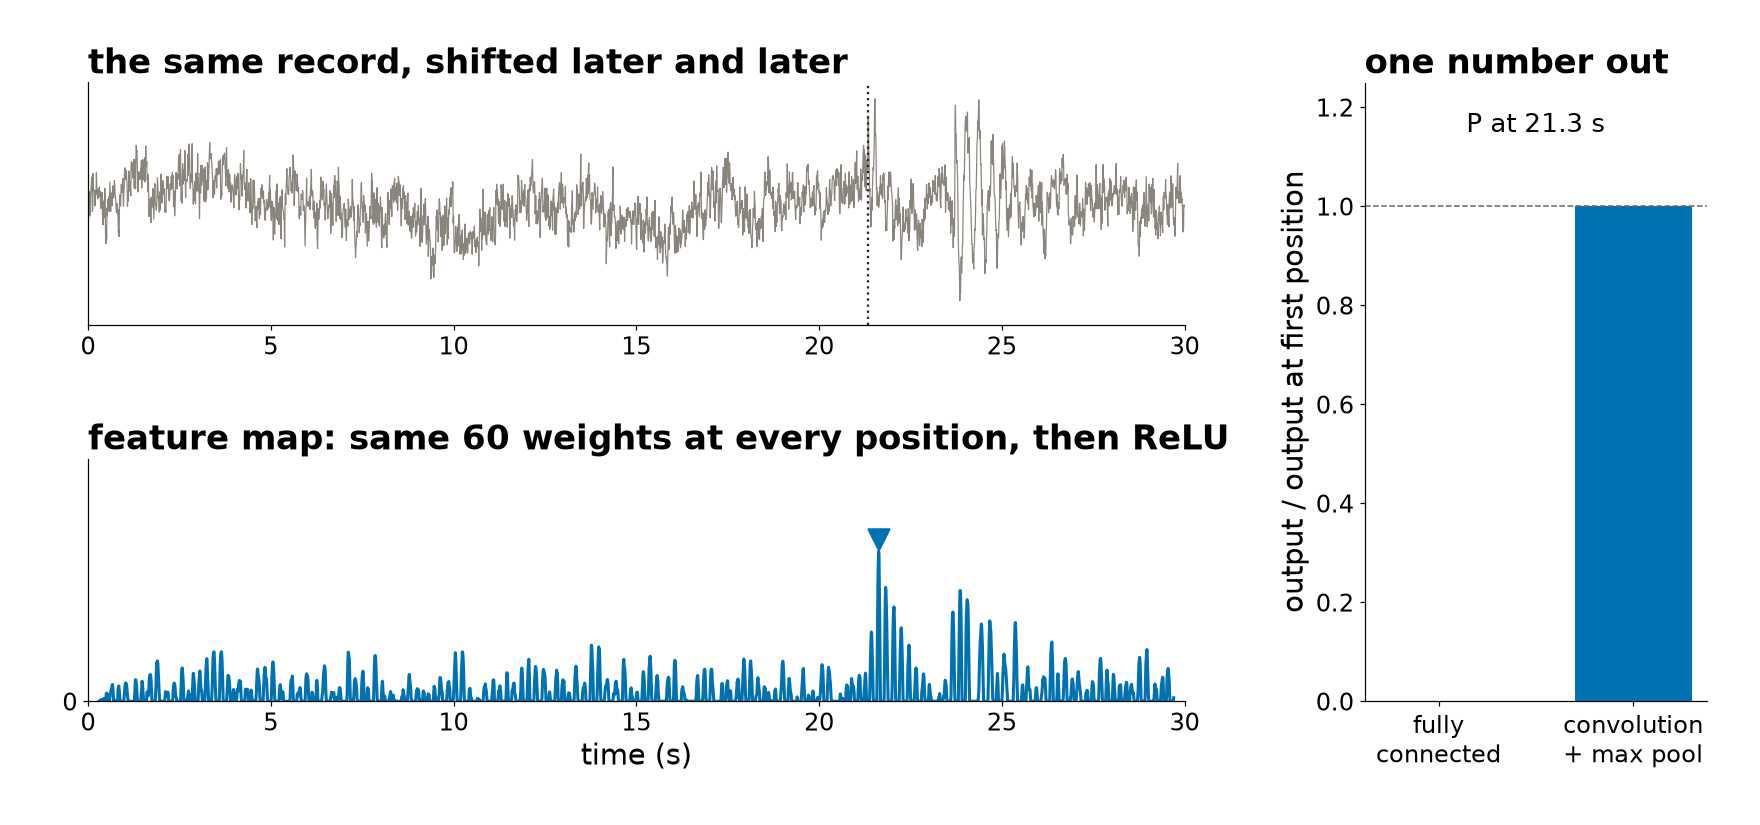 the same record, shifted later and later
0 5 10 15 20 25 30
feature map: same 60 weights at every position, then ReLU
0
0 5 10 15 20 25 30
time (s)
one number out
P at 21.3 s
output / output at first position
1.2
1.0
0.8
0.6
0.4
0.2
0.0
fully
connected
convolution
+ max pool